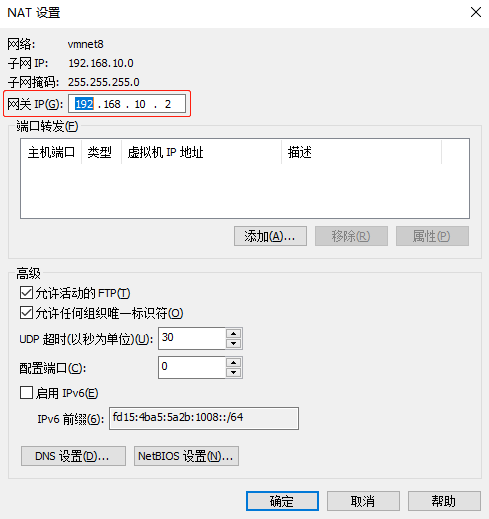 NAT 设置
网络: vmnet8
子网 IP: 192.168.10.0
子网掩码: 255.255.255.0
网关 IP(G): 192 . 168 . 10 . 2
端口转发(F)
主机端口 类型 虚拟机 IP 地址 描述
添加(A)... 移除(R) 属性(P)
高级
允许活动的 FTP(T)
允许任何组织唯一标识符(O)
UDP 超时(以秒为单位)(U): 30
配置端口(C): 0
启用 IPv6(E)
IPv6 前缀(6): fd15:4ba5:5a2b:1008::/64
DNS 设置(D)... NetBIOS 设置(N)...
确定 取消 帮助